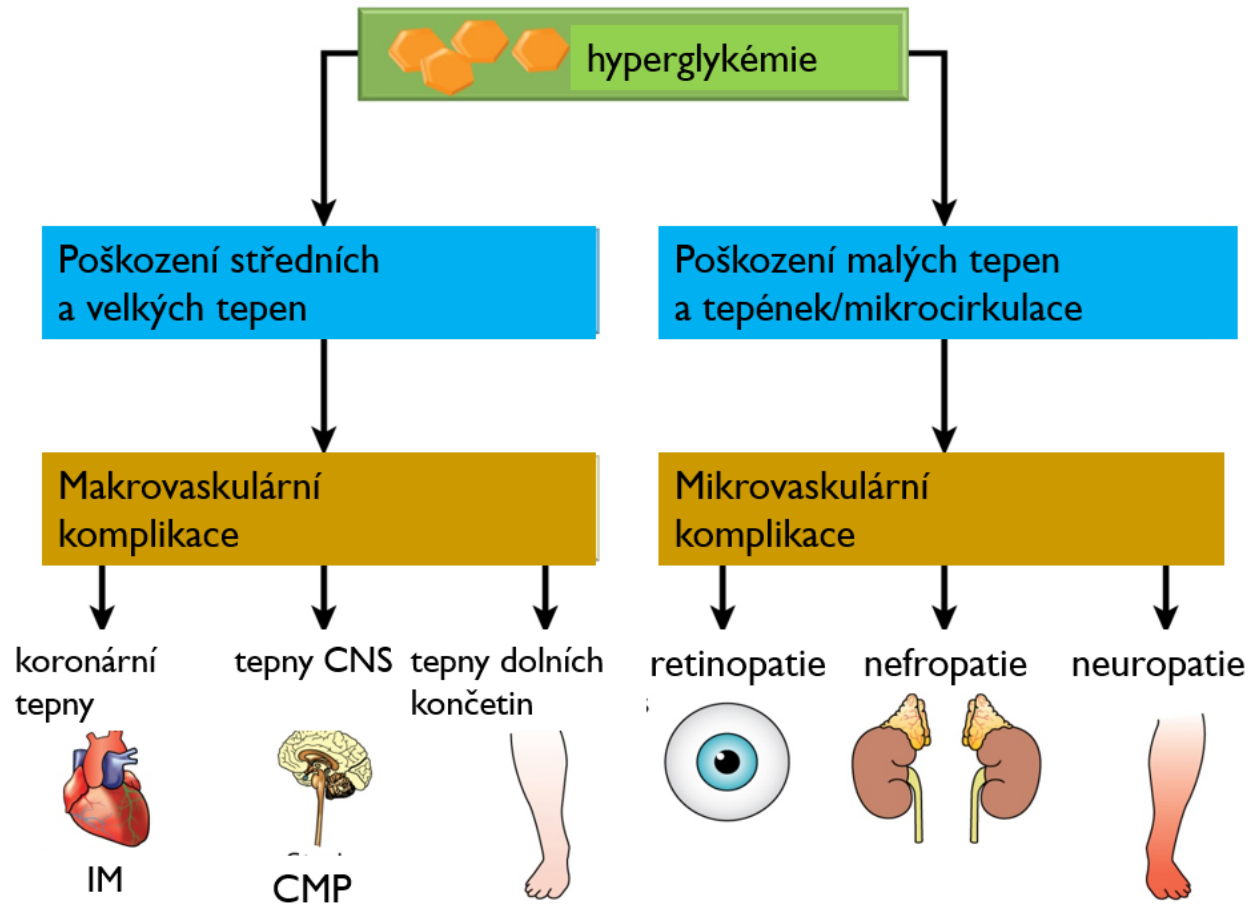 hyperglykémie
Poškození středních
a velkých tepen
Poškození malých tepen
a tepének/mikrocirkulace
Makrovaskulární
komplikace
Mikrovaskulární
komplikace
koronární
tepny
IM
tepny CNS
CMP
tepny dolních
končetin
retinopatie
nefropatie
neuropatie